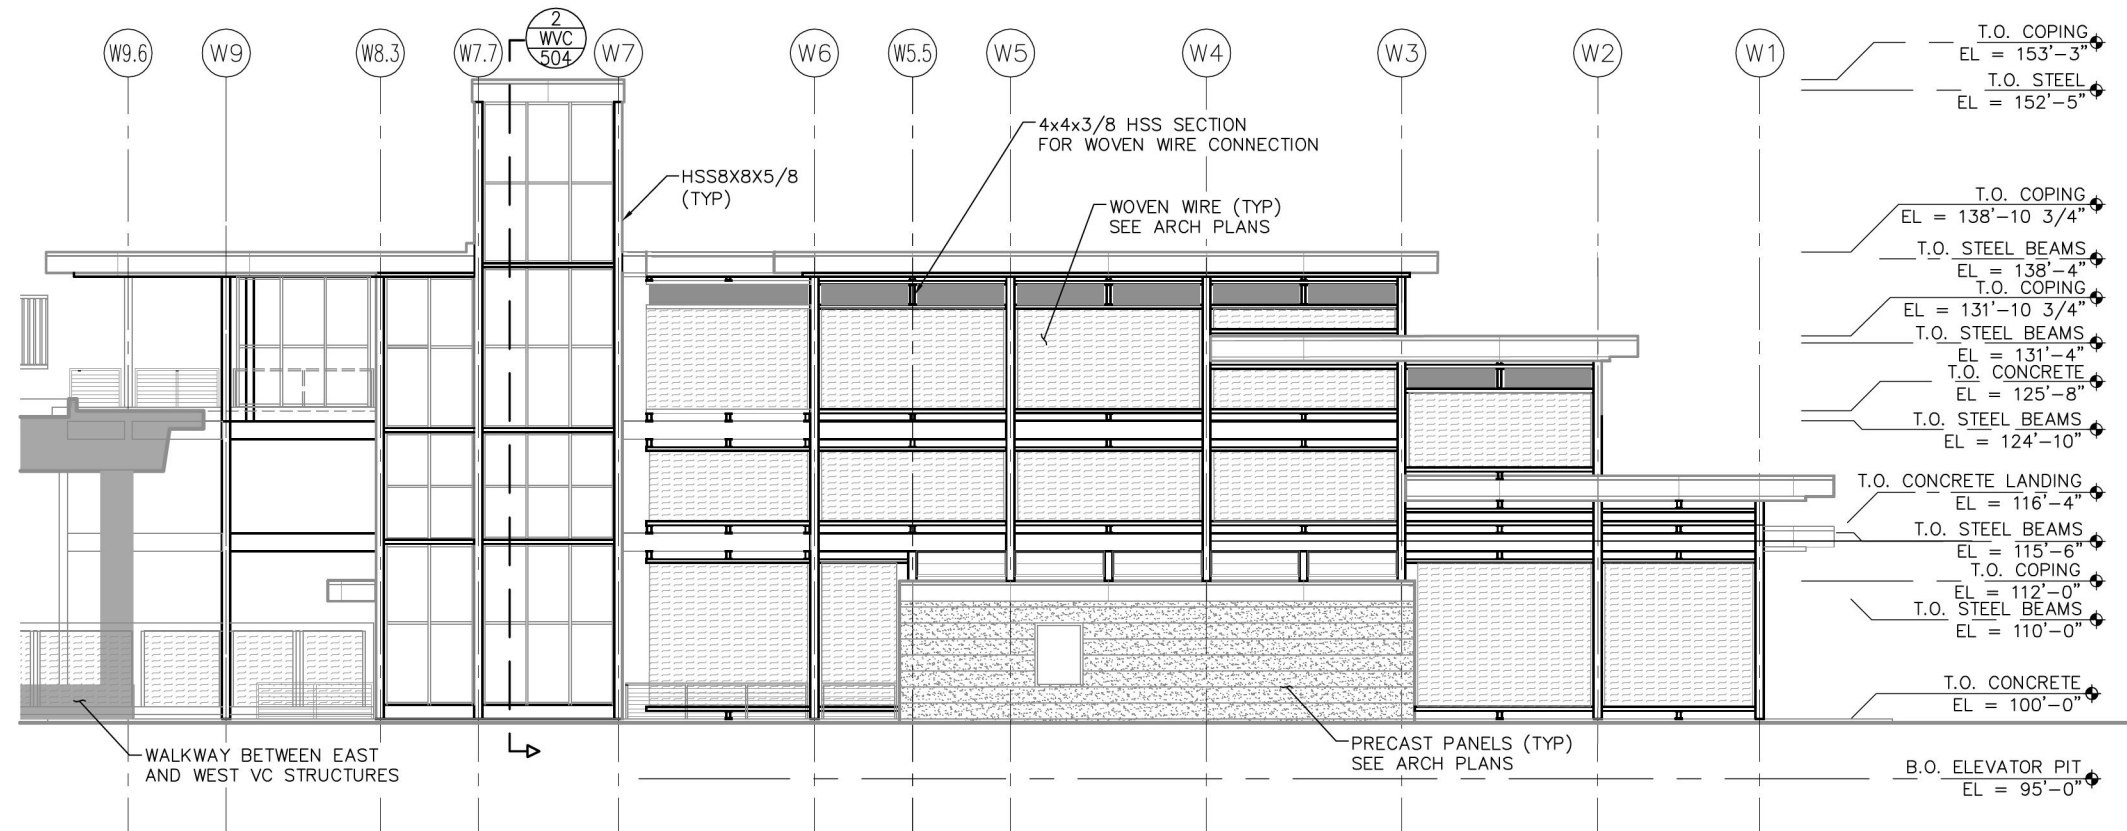 W9.6
W9
W8.3
W7.7
2
WVC
504
W7
W6
W5.5
W5
W4
W3
W2
W1
T.O. COPING
EL = 153'-3"
T.O. STEEL
EL = 152'-5"
4x4x3/8 HSS SECTION
FOR WOVEN WIRE CONNECTION
HSS8X8X5/8
(TYP)
WOVEN WIRE (TYP)
SEE ARCH PLANS
T.O. COPING
EL = 138'-10 3/4"
T.O. STEEL BEAMS
EL = 138'-4"
T.O. COPING
EL = 131'-10 3/4"
T.O. STEEL BEAMS
EL = 131'-4"
T.O. CONCRETE
EL = 125'-8"
T.O. STEEL BEAMS
EL = 124'-10"
T.O. CONCRETE LANDING
EL = 116'-4"
T.O. STEEL BEAMS
EL = 115'-6"
T.O. COPING
EL = 112'-0"
T.O. STEEL BEAMS
EL = 110'-0"
T.O. CONCRETE
EL = 100'-0"
WALKWAY BETWEEN EAST
AND WEST VC STRUCTURES
PRECAST PANELS (TYP)
SEE ARCH PLANS
B.O. ELEVATOR PIT
EL = 95'-0"